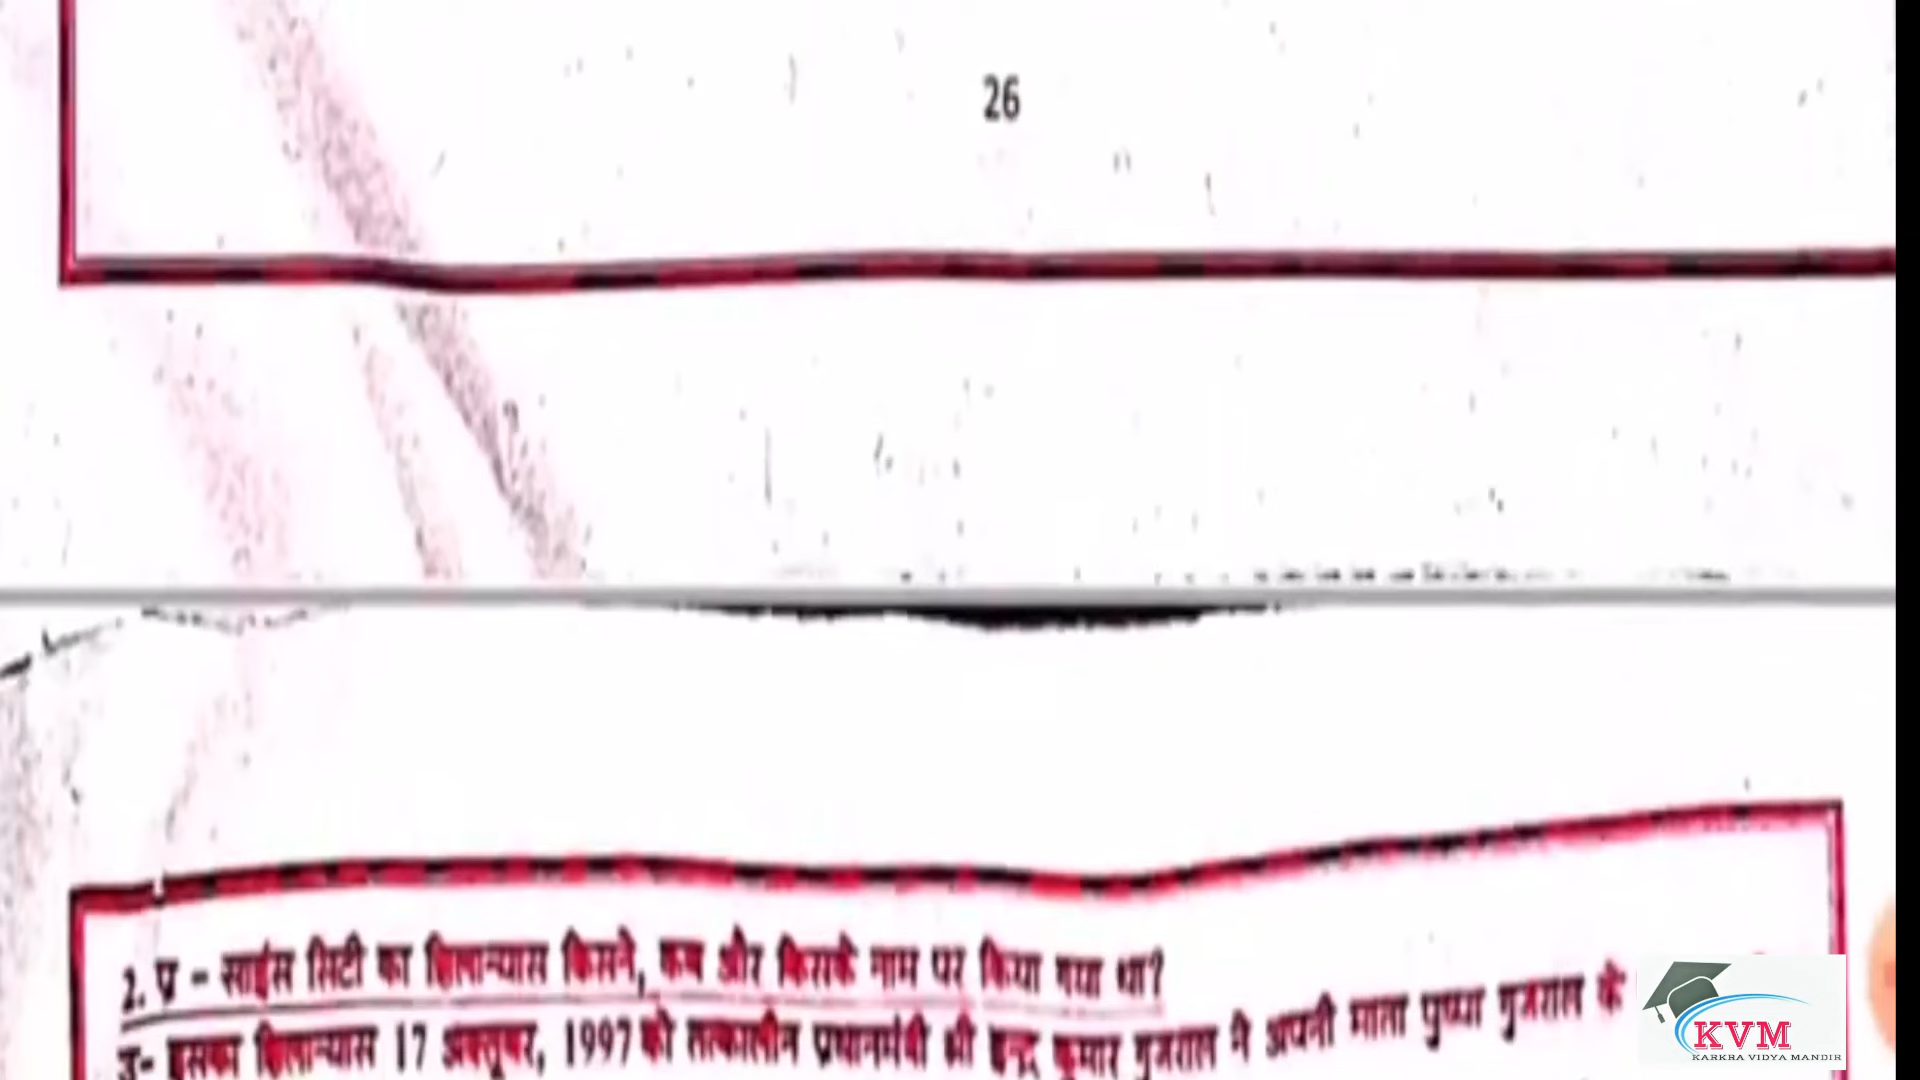 26
2. प्र - साईंस सिटी का शिलान्यास किसने, कब और किसके नाम पर किया गया था?
उ- इसका शिलान्यास 17 अक्तूबर, 1997 को तत्कालीन प्रधानमंत्री श्री इन्द्र कुमार गुजराल ने अपनी माता पुष्पा गुजराल के
KVM
KARKRA VIDYA MANDIR